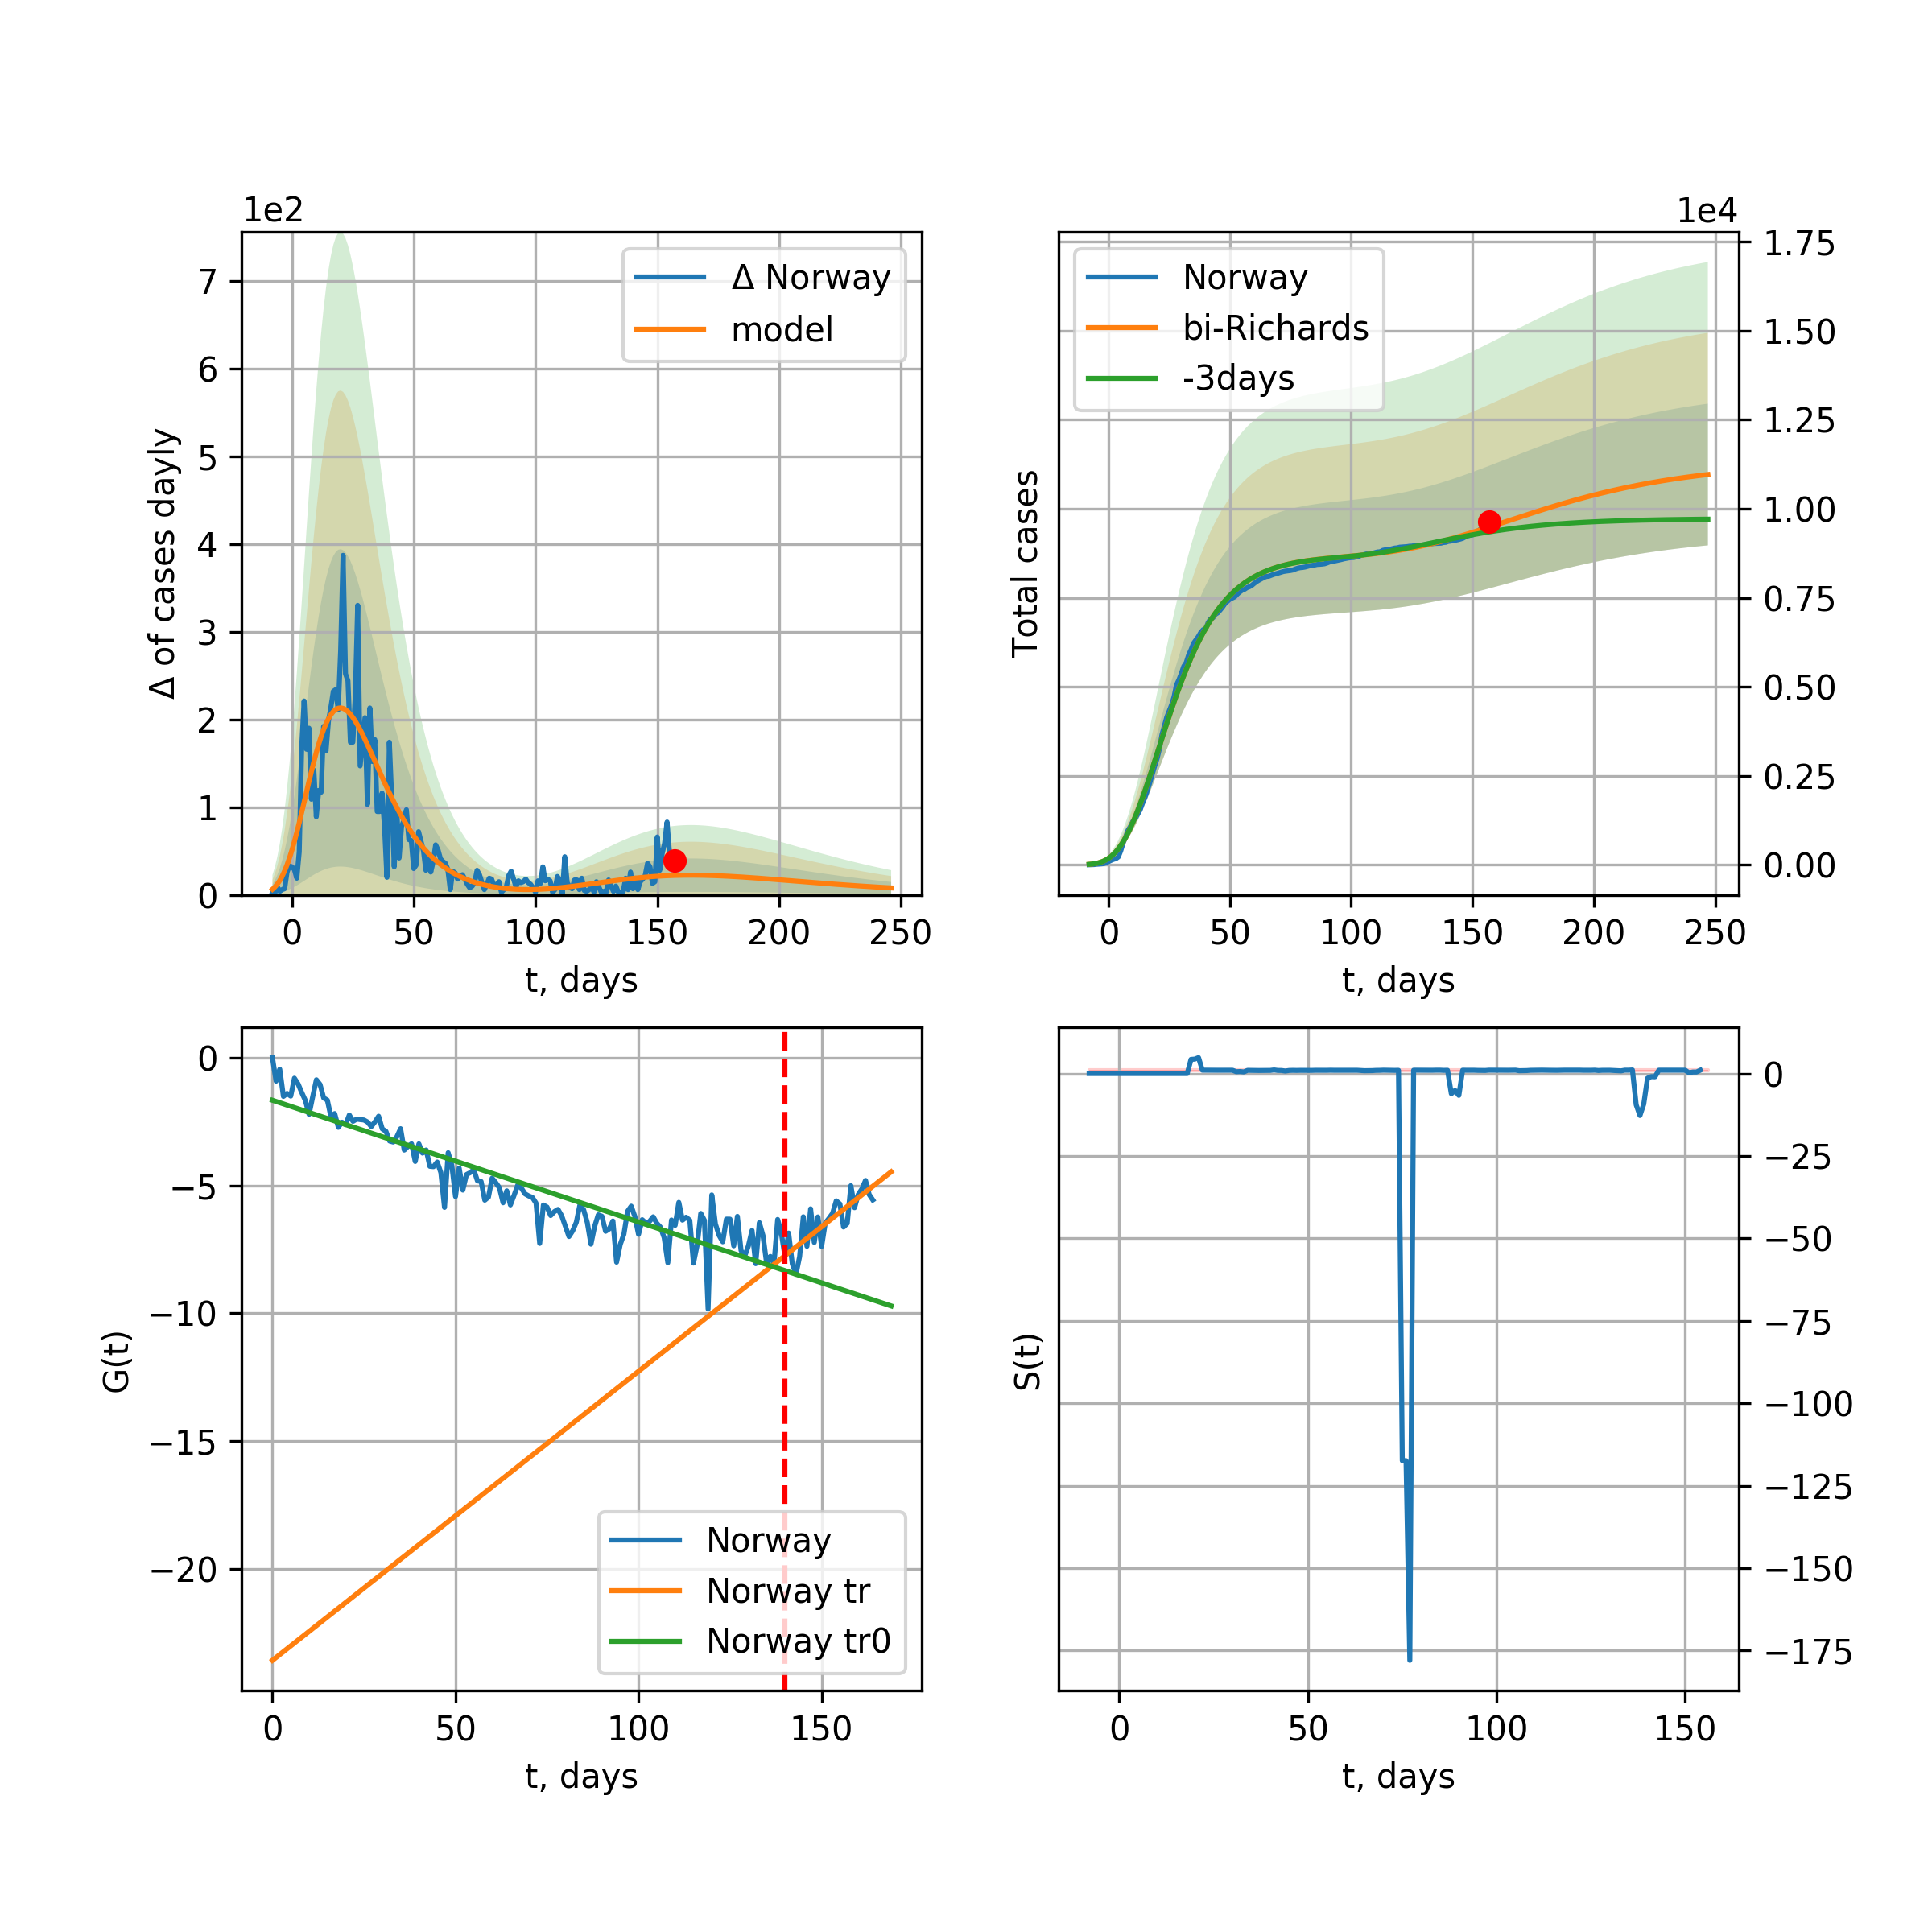 1e2
Δ of cases dayly
7
6
5
4
3
2
1
0
Δ Norway
model
0 50 100 150 200 250
t, days
1e4
Total cases
Norway
bi-Richards
-3days
1.75
1.50
1.25
1.00
0.75
0.50
0.25
0.00
0 50 100 150 200 250
t, days
G(t)
0
−5
−10
−15
−20
Norway
Norway tr
Norway tr0
0 50 100 150
t, days
S(t)
0
−25
−50
−75
−100
−125
−150
−175
0 50 100 150
t, days